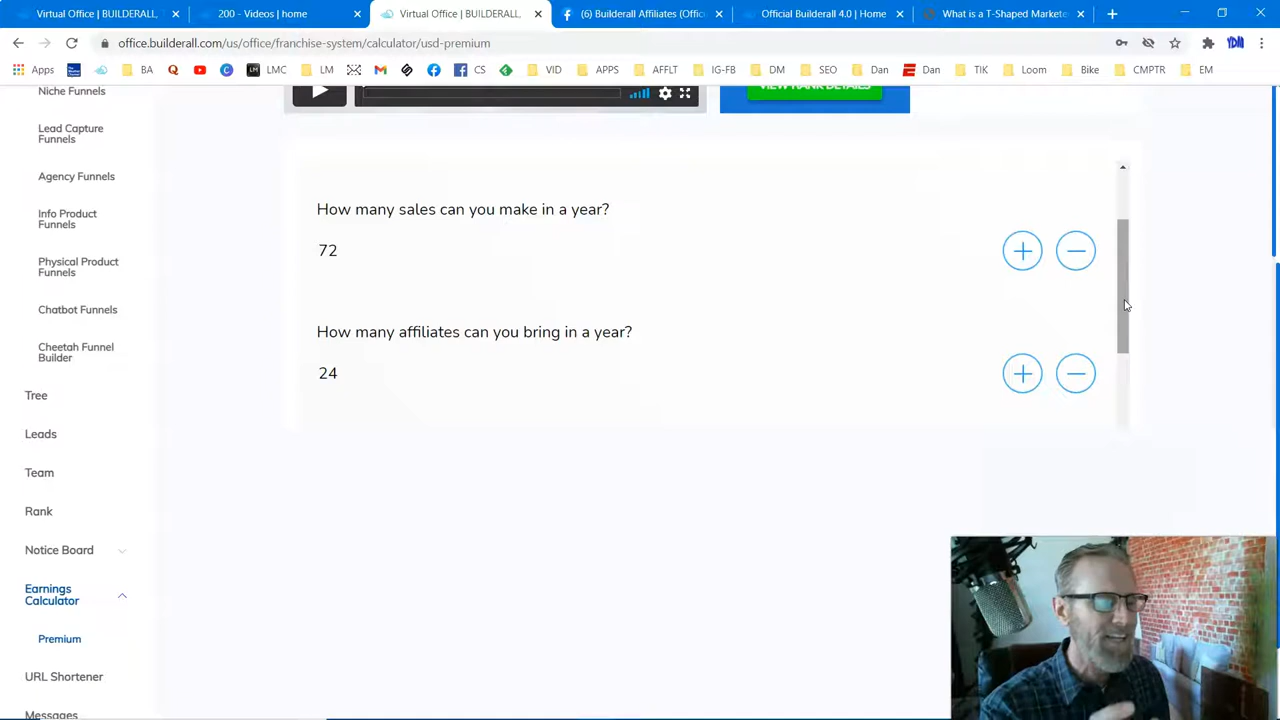 Virtual Office | BUILDERALL,
200 - Videos | home
Virtual Office | BUILDERALL,
(6) Builderall Affiliates (Offic
Official Builderall 4.0 | Home
What is a T-Shaped Markete
office.builderall.com/us/office/franchise-system/calculator/usd-premium
Apps
BA
LMC
LM
CS
VID
APPS
AFFLT
IG-FB
DM
SEO
Dan
Dan
TIK
Loom
Bike
CMPTR
EM
Niche Funnels
VIEW RANK DETAILS
Lead Capture
Funnels
Agency Funnels
Info Product
Funnels
Physical Product
Funnels
Chatbot Funnels
Cheetah Funnel
Builder
Tree
Leads
Team
Rank
Notice Board
Earnings
Calculator
Premium
URL Shortener
Messages
How many sales can you make in a year?
72
How many affiliates can you bring in a year?
24